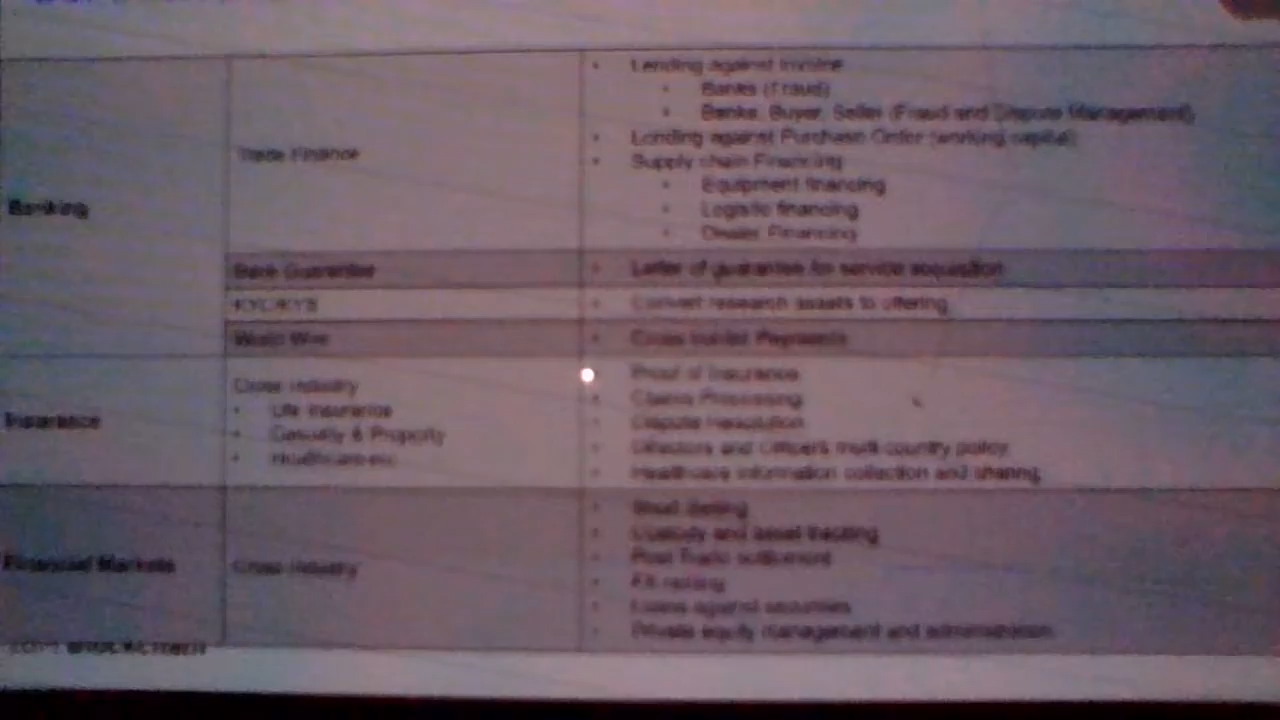 Lending against Invoice
Banks (Fraud)
Banks, Buyer, Seller (Fraud and Dispute Management)
Lending against Purchase Order (working capital)
Trade Finance
Supply chain Financing
Equipment financing
Banking
Logistic financing
Dealer Financing
Bank Guarantee
Letter of guarantee for service acquisition
Convert research assets to offering
World Wire
Cross border Payments
Insurance
Cross Industry
Life Insurance
Casualty & Property
Proof of Insurance
Claims Processing
Dispute Resolution
Directors and Officers multi country policy
Healthcare information collection and sharing
Financial Markets
Cross Industry
Custody and asset tracking
Post Trade settlement
FX netting
Loans against securities
Private equity management and administration